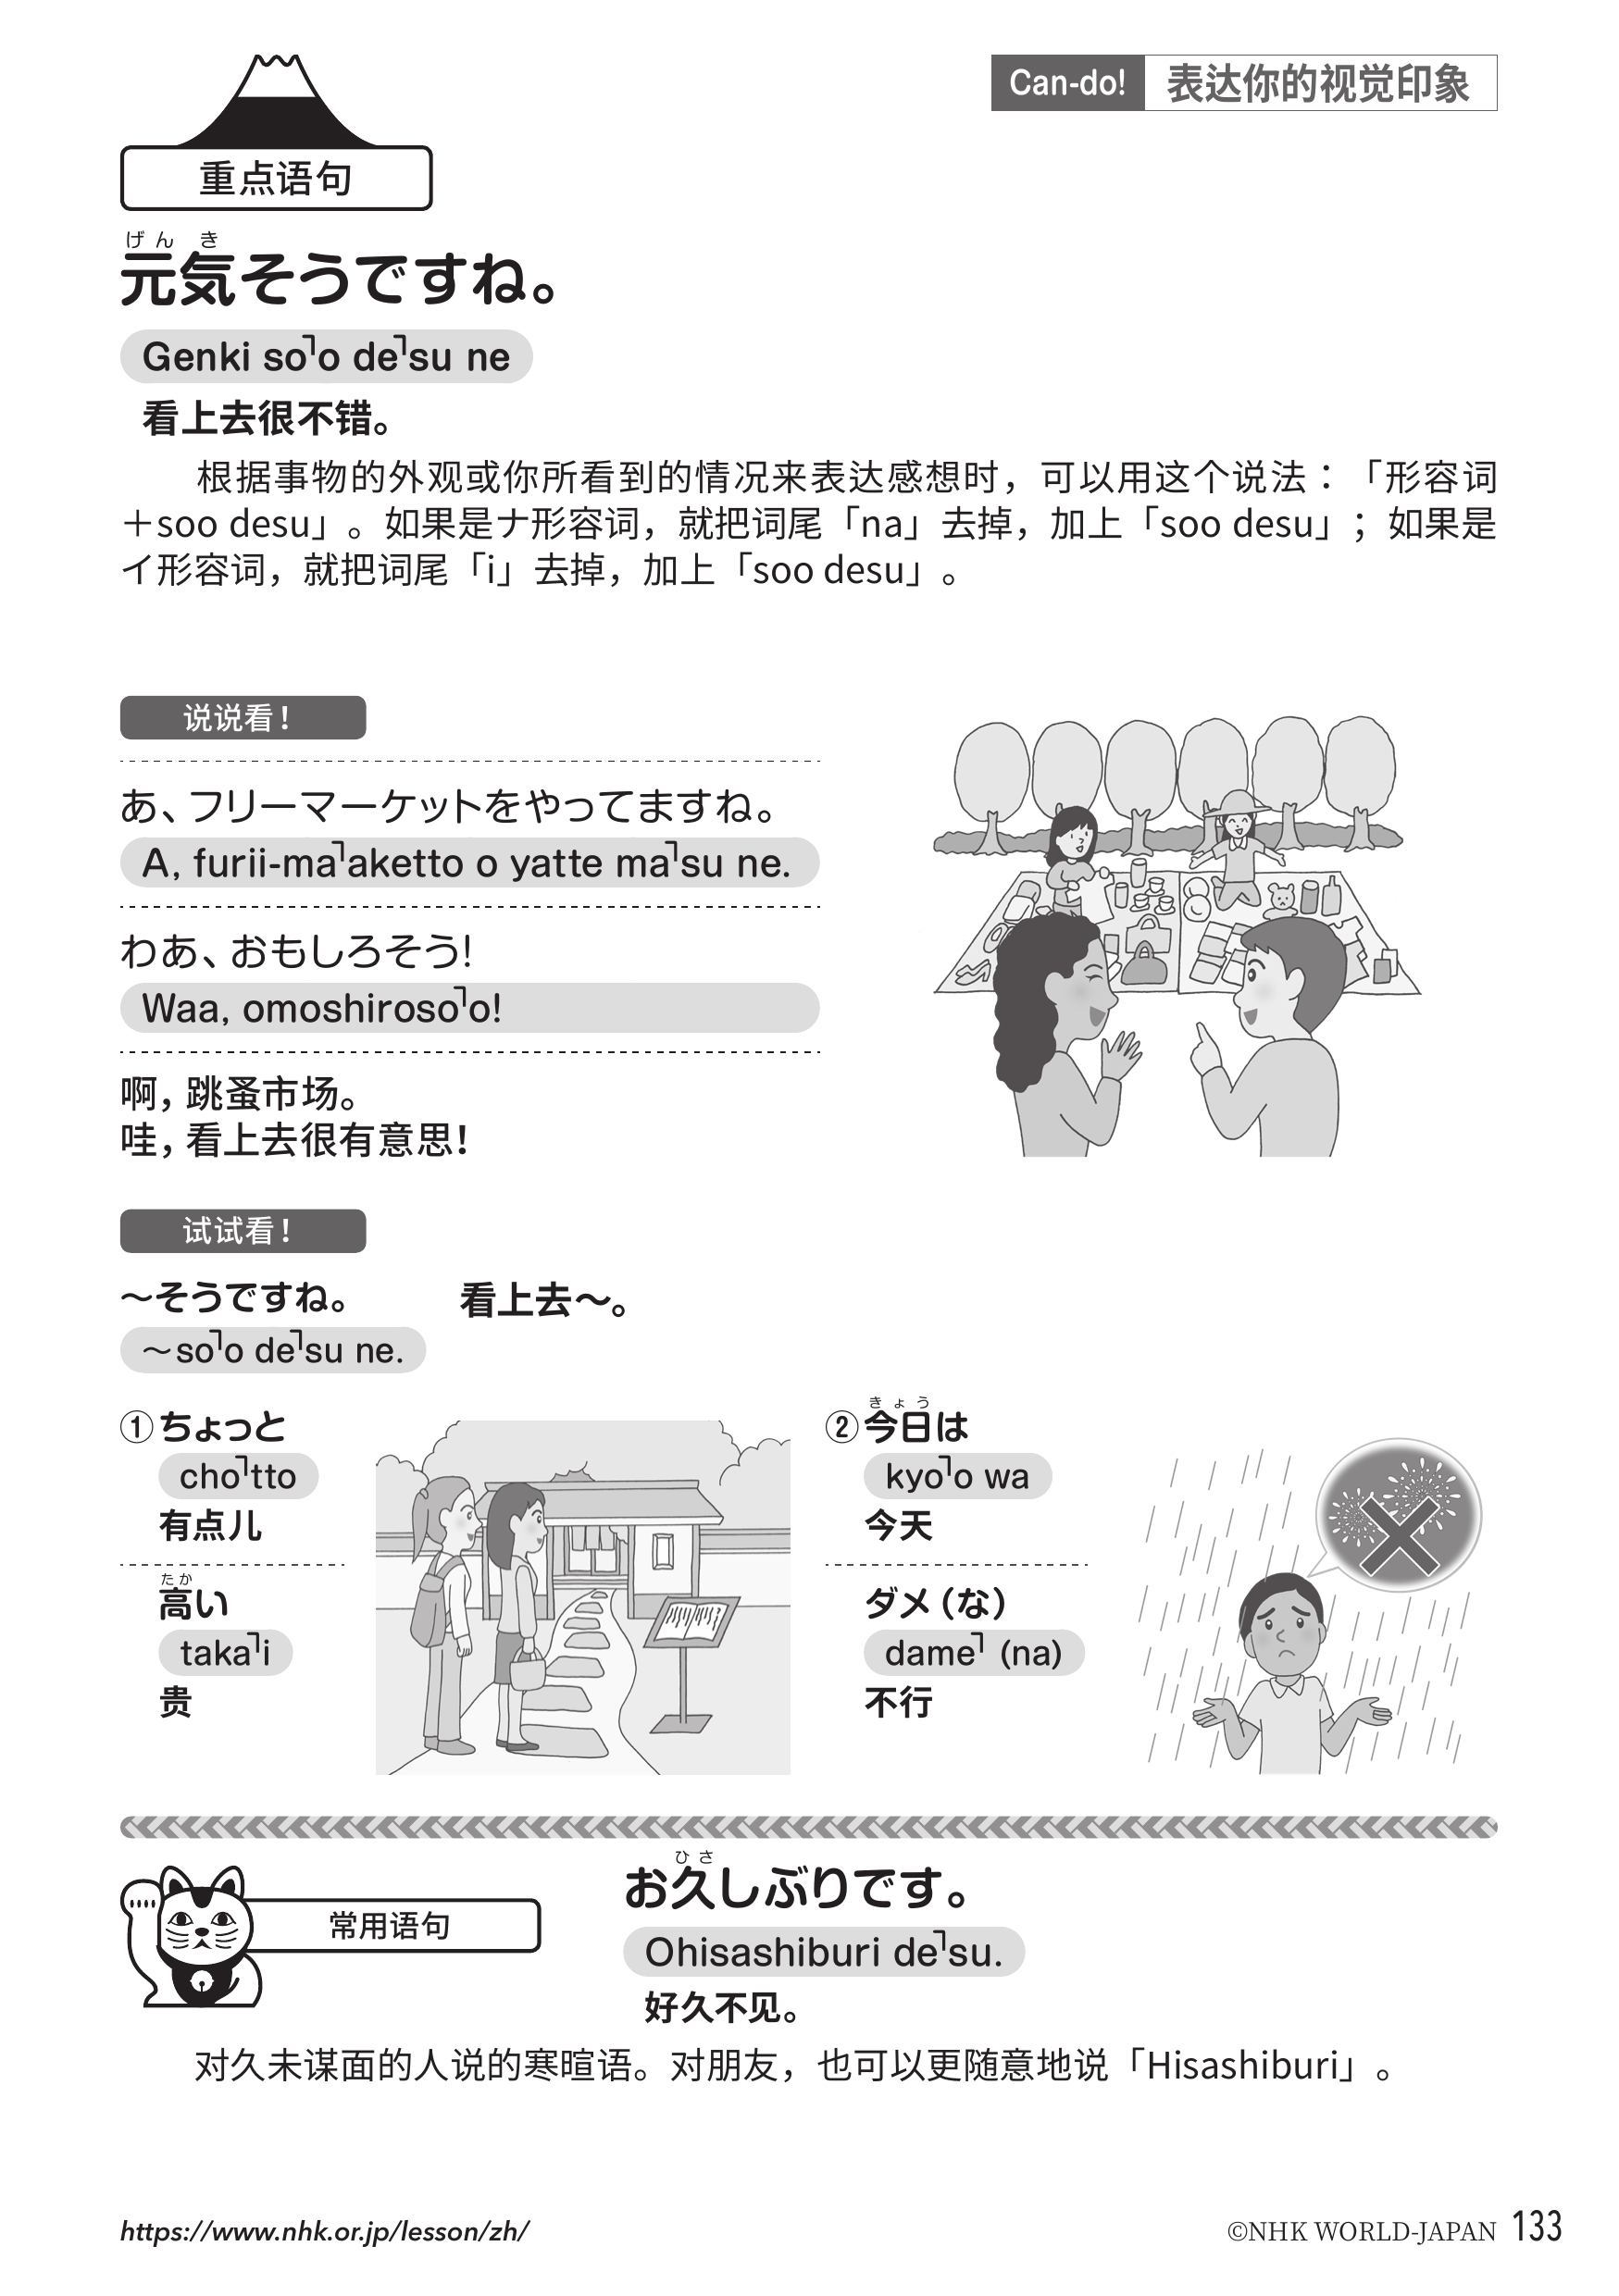 Can-do! 表达你的视觉印象
重点语句
げん き
元気そうですね。
Genki so˥o de˥su ne
看上去很不错。
根据事物的外观或你所看到的情况来表达感想时，可以用这个说法：「形容词
＋soo desu」。如果是ナ形容词，就把词尾「na」去掉，加上「soo desu」；如果是
イ形容词，就把词尾「i」去掉，加上「soo desu」。
说说看！
あ、フリーマーケットをやってますね。
A, furii-ma˥aketto o yatte ma˥su ne.
わあ、おもしろそう！
Waa, omoshiroso˥o!
啊，跳蚤市场。
哇，看上去很有意思！
试试看！
～そうですね。 看上去～。
～so˥o de˥su ne.
①ちょっと
cho˥tto
有点儿
たか
高い
taka˥i
贵
きょう
②今日は
kyo˥o wa
今天
ダメ（な）
dame˥ (na)
不行
常用语句
ひさ
お久しぶりです。
Ohisashiburi de˥su.
好久不见。
对久未谋面的人说的寒暄语。对朋友，也可以更随意地说「Hisashiburi」。
https://www.nhk.or.jp/lesson/zh/
©NHK WORLD-JAPAN 133